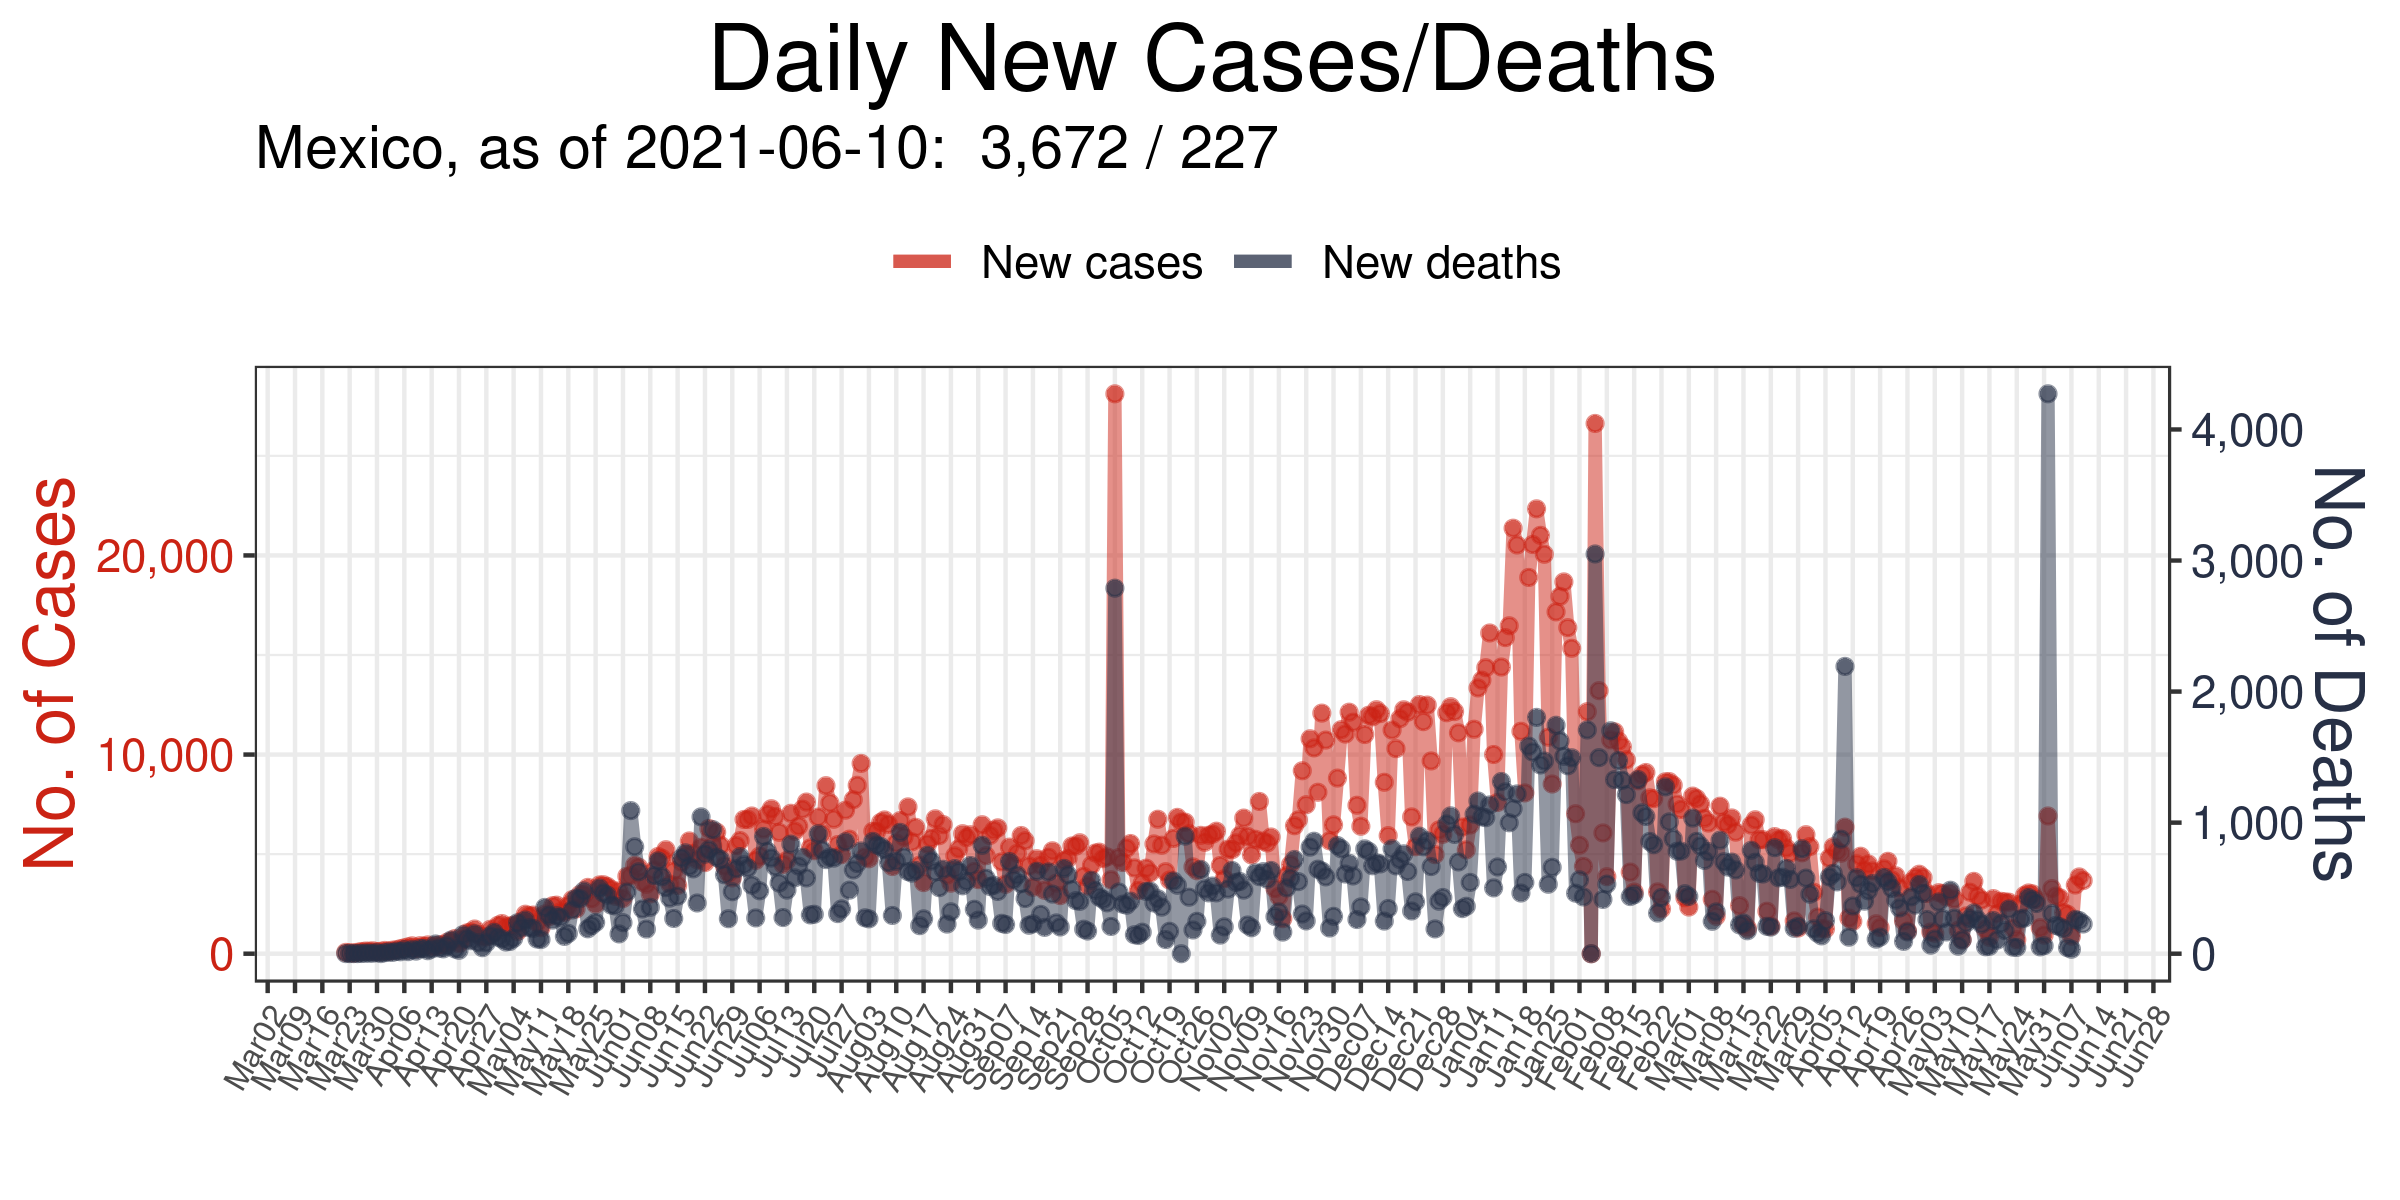 Daily New Cases/Deaths
Mexico, as of 2021-06-10:  3,672 / 227
New cases
New deaths
No. of Cases
20,000
10,000
0
4,000
3,000
2,000
1,000
0
No. of Deaths
Mar02
Mar09
Mar16
Mar23
Mar30
Apr06
Apr13
Apr20
Apr27
May04
May11
May18
May25
Jun01
Jun08
Jun15
Jun22
Jun29
Jul06
Jul13
Jul20
Jul27
Aug03
Aug10
Aug17
Aug24
Aug31
Sep07
Sep14
Sep21
Sep28
Oct05
Oct12
Oct19
Oct26
Nov02
Nov09
Nov16
Nov23
Nov30
Dec07
Dec14
Dec21
Dec28
Jan04
Jan11
Jan18
Jan25
Feb01
Feb08
Feb15
Feb22
Mar01
Mar08
Mar15
Mar22
Mar29
Apr05
Apr12
Apr19
Apr26
May03
May10
May17
May24
May31
Jun07
Jun14
Jun21
Jun28